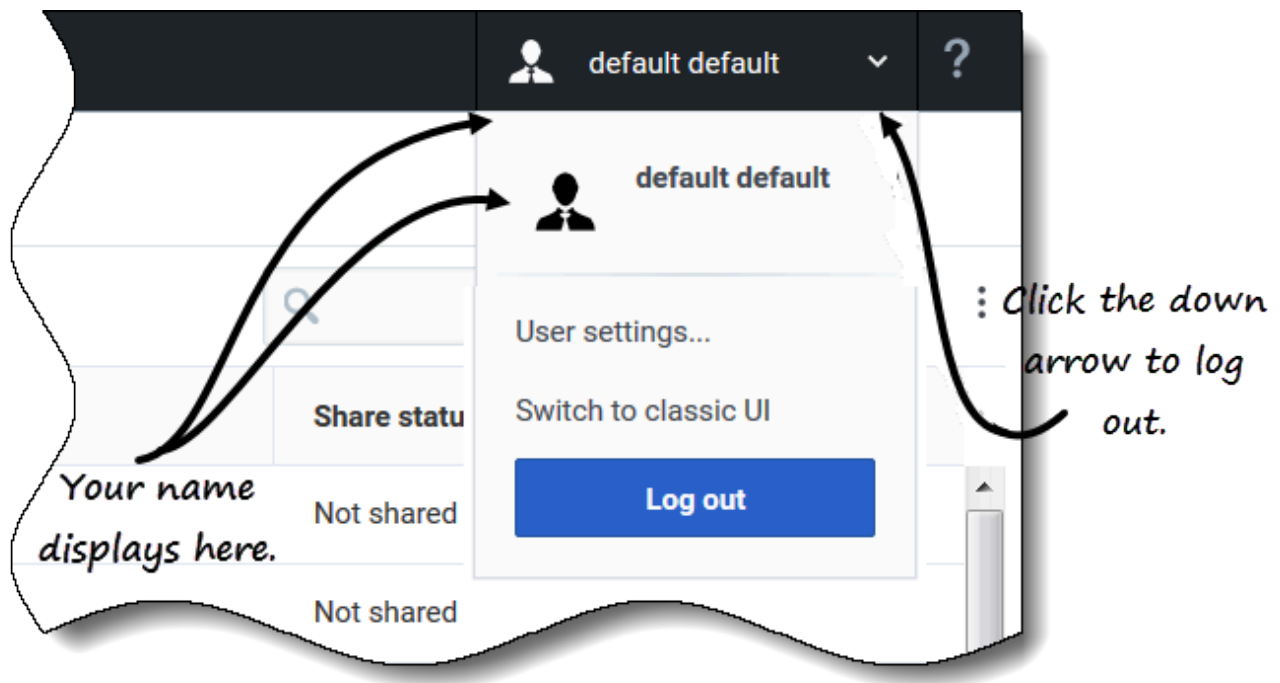 default default
?
default default
User settings...
Click the down
arrow to log
out.
Switch to classic UI
Share statu
Log out
Your name
displays here.
Not shared
Not shared